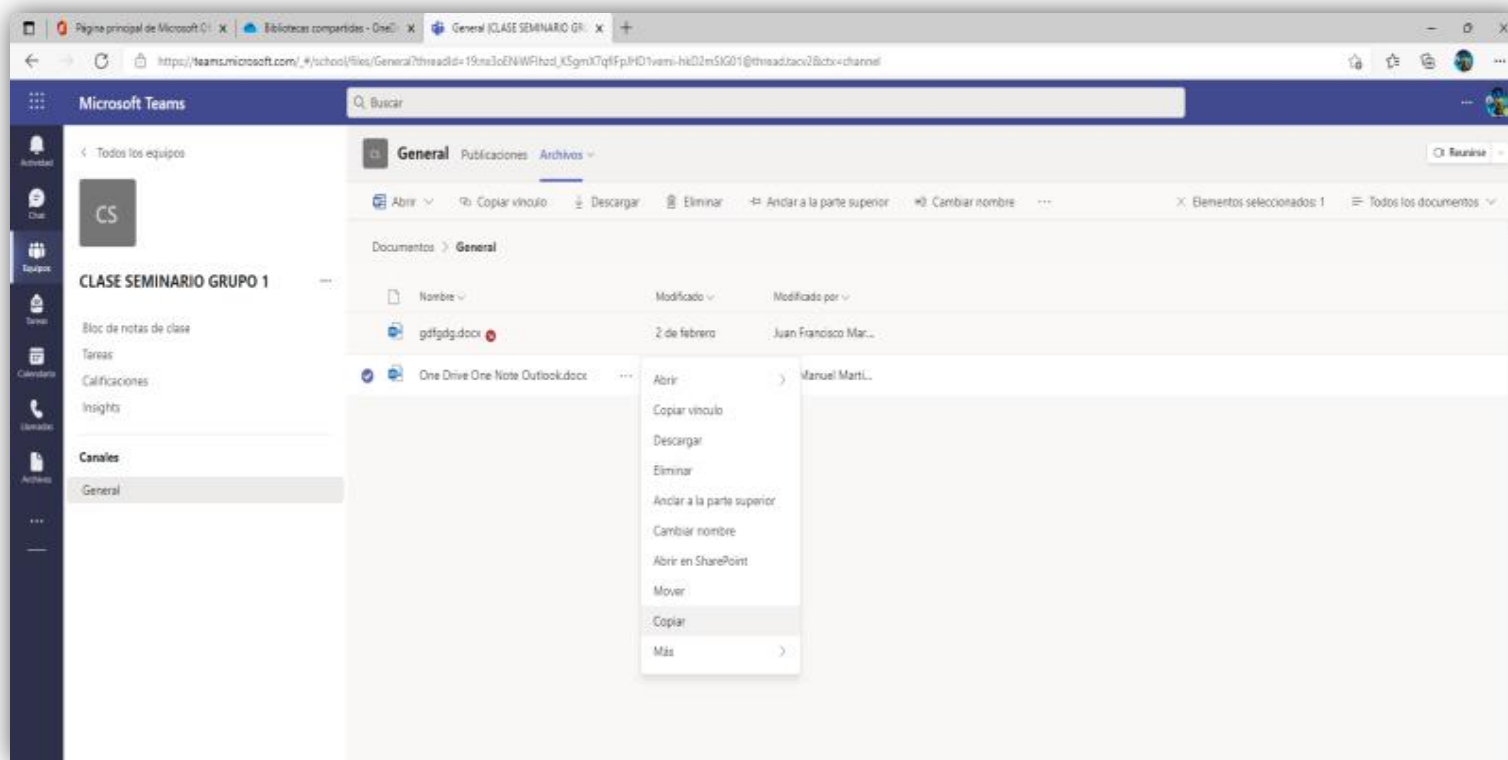 Página principal de Microsoft O
Bibliotecas compartidas - OneD
General (CLASE SEMINARIO GR
Microsoft Teams
Buscar
Actividad
Chat
Equipos
Tareas
Calendario
Llamadas
Archivos
Todos los equipos
CS
CLASE SEMINARIO GRUPO 1
Bloc de notas de clase
Tareas
Calificaciones
Insights
Canales
General
CS General Publicaciones Archivos
Reunirse
Abrir Copiar vínculo Descargar Eliminar Anclar a la parte superior Cambiar nombre ··· Elementos seleccionados: 1 Todos los documentos
Documentos > General
Nombre Modificado Modificado por
gdfgdg.docx 2 de febrero Juan Francisco Mar...
One Drive One Note Outlook.docx ··· Manuel Martí...
Abrir
Copiar vínculo
Descargar
Eliminar
Anclar a la parte superior
Cambiar nombre
Abrir en SharePoint
Mover
Copiar
Más